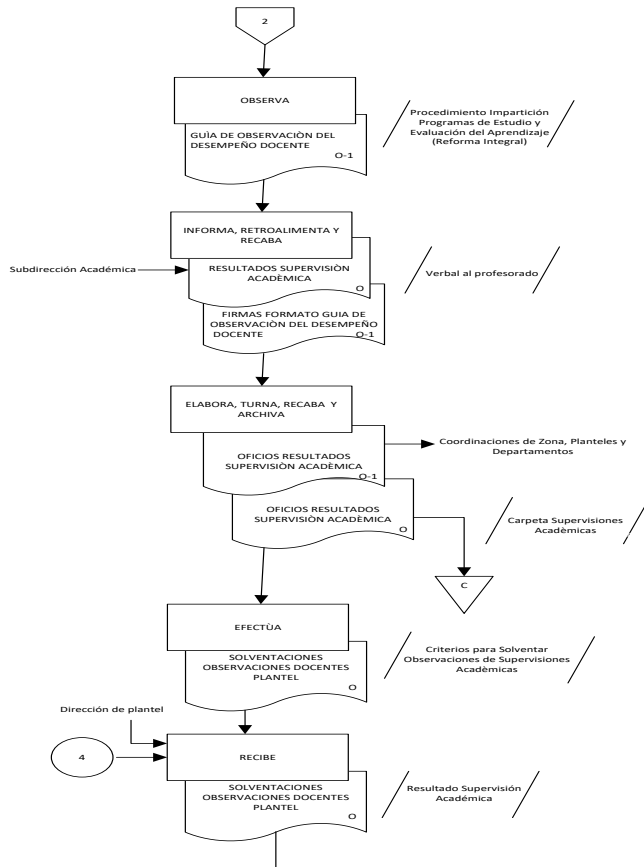 2
OBSERVA
GUÌA DE OBSERVACIÒN DEL
DESEMPEÑO DOCENTE
O-1
Procedimiento Impartición
Programas de Estudio y
Evaluación del Aprendizaje
(Reforma Integral)
INFORMA, RETROALIMENTA Y
RECABA
Subdirección Académica
RESULTADOS SUPERVISIÒN
ACADÈMICA
O
Verbal al profesorado
FIRMAS FORMATO GUIA DE
OBSERVACIÒN DEL DESEMPEÑO
DOCENTE
O-1
ELABORA, TURNA, RECABA Y
ARCHIVA
OFICIOS RESULTADOS
SUPERVISIÒN ACADÈMICA
O-1
Coordinaciones de Zona, Planteles y
Departamentos
OFICIOS RESULTADOS
SUPERVISIÒN ACADÈMICA
O
Carpeta Supervisiones
Acadèmicas
C
EFECTÙA
SOLVENTACIONES
OBSERVACIONES DOCENTES
PLANTEL
O
Criterios para Solventar
Observaciones de Supervisiones
Acadèmicas
Dirección de plantel
4
RECIBE
SOLVENTACIONES
OBSERVACIONES DOCENTES
PLANTEL
O
Resultado Supervisión
Académica